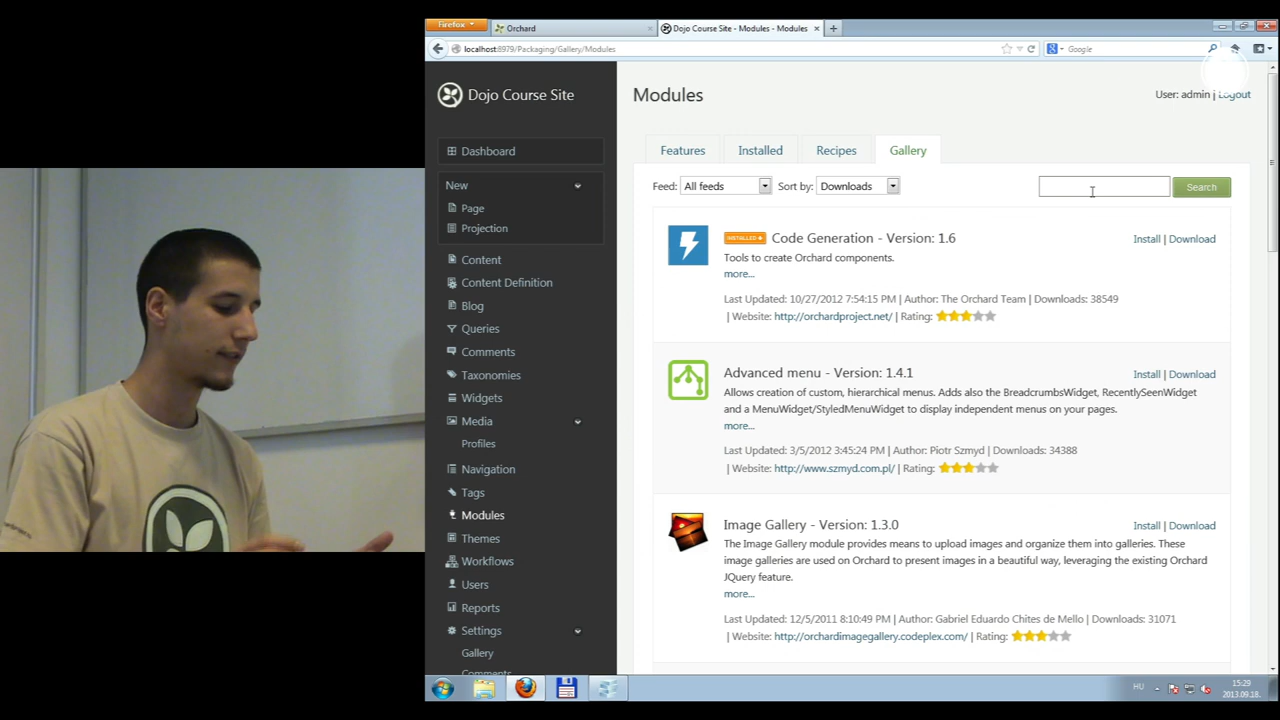 Firefox
Orchard
Dojo Course Site - Modules - Modules
localhost:8979/Packaging/Gallery/Modules
Google
Dojo Course Site
Modules
User: admin | Logout
Dashboard
New
Page
Projection
Content
Content Definition
Blog
Queries
Comments
Taxonomies
Widgets
Media
Profiles
Navigation
Tags
Modules
Themes
Workflows
Users
Reports
Settings
Gallery
Comments
Features
Installed
Recipes
Gallery
Feed: All feeds
Sort by: Downloads
Search
INSTALLED
Code Generation - Version: 1.6
Install | Download
Tools to create Orchard components.
more...
Last Updated: 10/27/2012 7:54:15 PM | Author: The Orchard Team | Downloads: 38549
| Website: http://orchardproject.net/ | Rating:
Advanced menu - Version: 1.4.1
Install | Download
Allows creation of custom, hierarchical menus. Adds also the BreadcrumbsWidget, RecentlySeenWidget
and a MenuWidget/StyledMenuWidget to display independent menus on your pages.
more...
Last Updated: 3/5/2012 3:45:24 PM | Author: Piotr Szmyd | Downloads: 34388
| Website: http://www.szmyd.com.pl/ | Rating:
Image Gallery - Version: 1.3.0
Install | Download
The Image Gallery module provides means to upload images and organize them into galleries. These
image galleries are used on Orchard to present images in a beautiful way, leveraging the existing Orchard
JQuery feature.
more...
Last Updated: 12/5/2011 8:10:49 PM | Author: Gabriel Eduardo Chites de Mello | Downloads: 31071
| Website: http://orchardimagegallery.codeplex.com/ | Rating:
HU
15:29
2013.09.18.